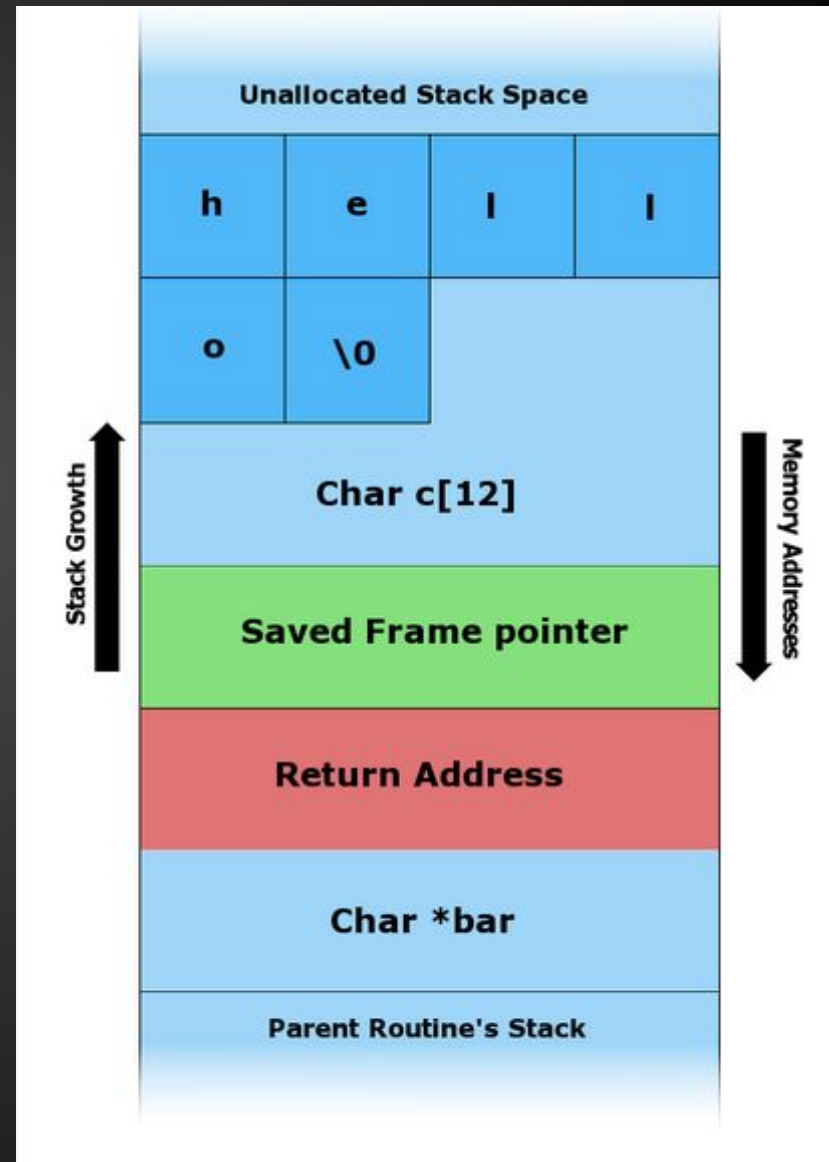 Unallocated Stack Space
h e l l
o \0
Char c[12]
Stack Growth
Memory Addresses
Saved Frame pointer
Return Address
Char *bar
Parent Routine's Stack